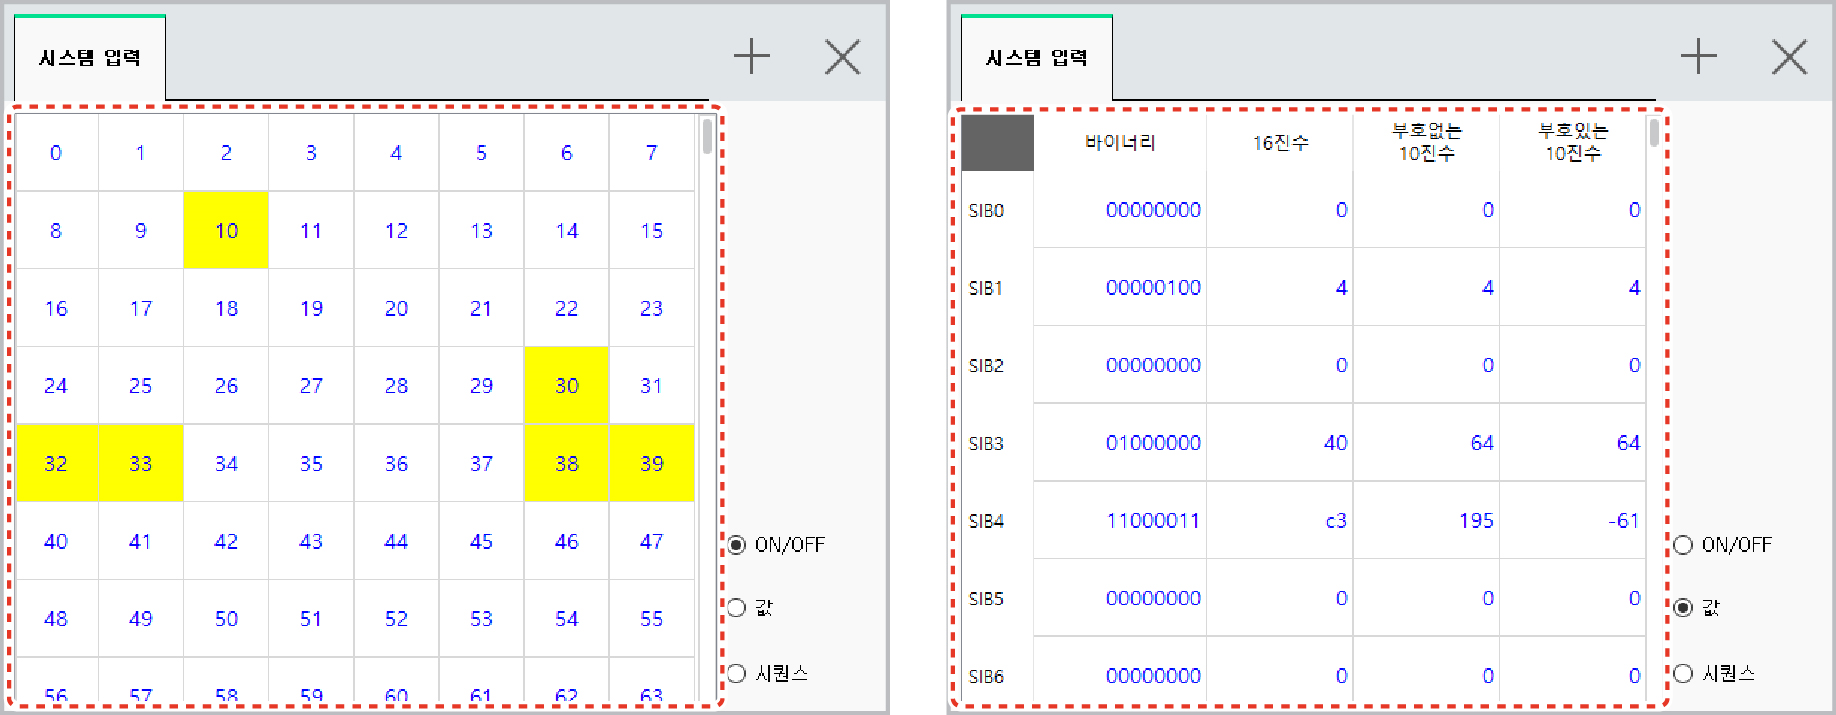 시스템 입력
0 1 2 3 4 5 6 7
8 9 10 11 12 13 14 15
16 17 18 19 20 21 22 23
24 25 26 27 28 29 30 31
32 33 34 35 36 37 38 39
40 41 42 43 44 45 46 47
48 49 50 51 52 53 54 55
56 57 58 59 60 61 62 63
ON/OFF
값
시퀀스
시스템 입력
바이너리 16진수 부호없는 10진수 부호있는 10진수
SIB0 00000000 0 0 0
SIB1 00000100 4 4 4
SIB2 00000000 0 0 0
SIB3 01000000 40 64 64
SIB4 11000011 c3 195 -61
SIB5 00000000 0 0 0
SIB6 00000000 0 0 0
ON/OFF
값
시퀀스